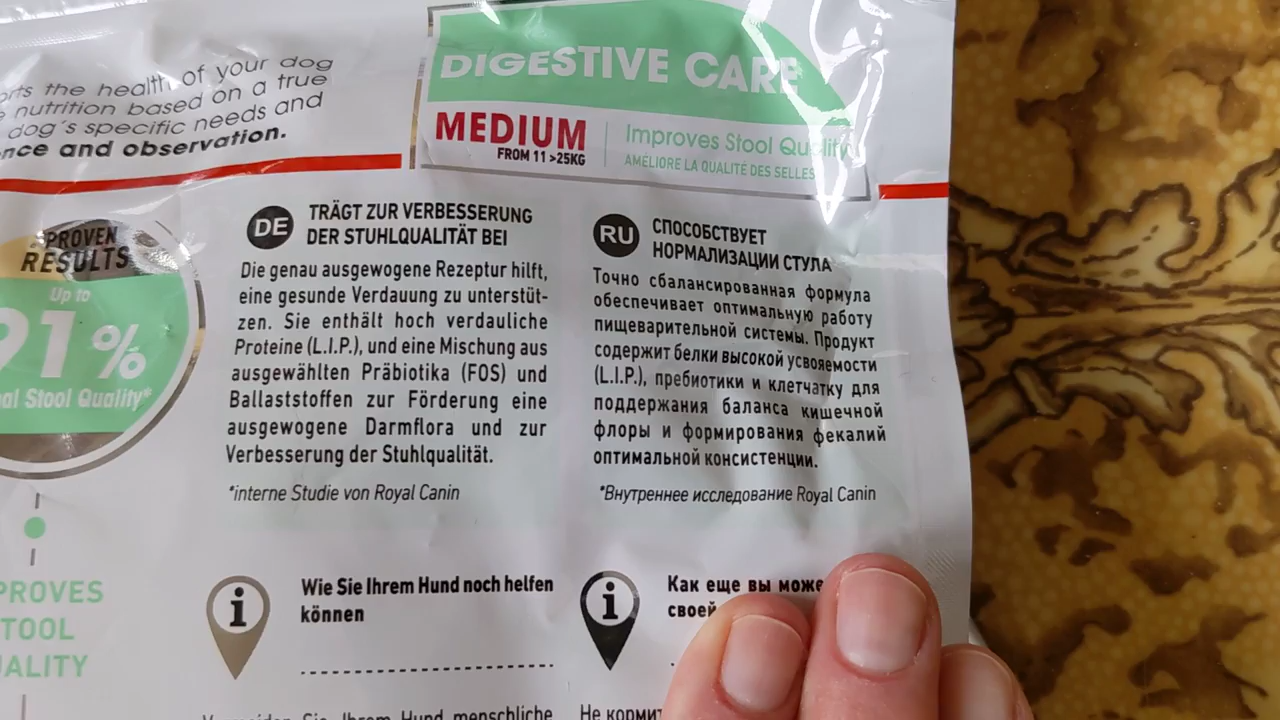 rts the health of your dog
nutrition based on a true
dog's specific needs and
nce and observation.
DIGESTIVE CARE
MEDIUM
FROM 11 >25KG
Improves Stool Quality
AMÉLIORE LA QUALITÉ DES SELLES
PROVEN
RESULTS
Up to
91%
al Stool Quality*
PROVES
TOOL
ALITY
DE
TRÄGT ZUR VERBESSERUNG
DER STUHLQUALITÄT BEI
Die genau ausgewogene Rezeptur hilft,
eine gesunde Verdauung zu unterstüt-
zen. Sie enthält hoch verdauliche
Proteine (L.I.P.), und eine Mischung aus
ausgewählten Präbiotika (FOS) und
Ballaststoffen zur Förderung eine
ausgewogene Darmflora und zur
Verbesserung der Stuhlqualität.
*interne Studie von Royal Canin
Wie Sie Ihrem Hund noch helfen
können
Vermeiden Sie Ihrem Hund menschliche
RU
СПОСОБСТВУЕТ
НОРМАЛИЗАЦИИ СТУЛА
Точно сбалансированная формула
обеспечивает оптимальную работу
пищеварительной системы. Продукт
содержит белки высокой усвояемости
(L.I.P.), пребиотики и клетчатку для
поддержания баланса кишечной
флоры и формирования фекалий
оптимальной консистенции.
*Внутреннее исследование Royal Canin
Как еще вы може
своей
Не кормит